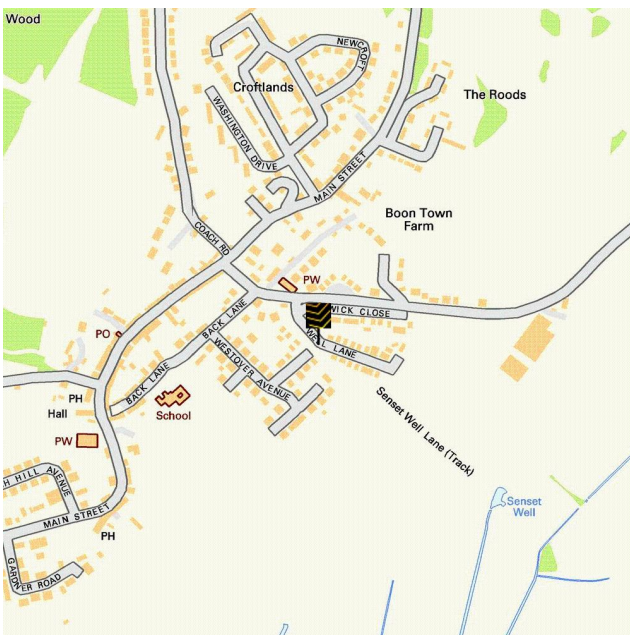 Wood
NEWCROFT
Croftlands
The Roods
WASHINGTON DRIVE
MAIN STREET
Boon Town
Farm
COACH RD
PW
BACK LANE
CLOSE
PO
LANE
WESTOVER AVENUE
BACK LANE
PH
Hall
School
Senset Well Lane (Track)
PW
HILL AVENUE
Senset
Well
MAIN STREET
PH
GARDNER ROAD